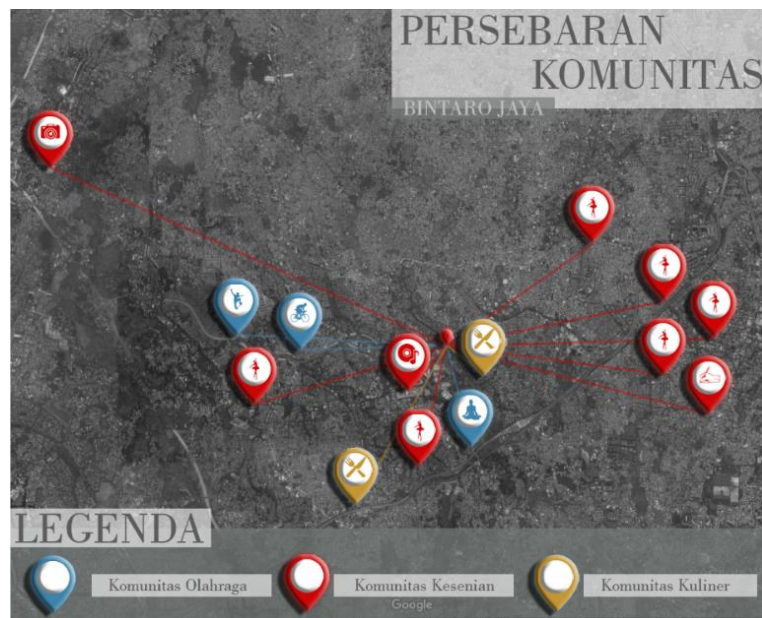 PERSEBARAN
KOMUNITAS
BINTARO JAYA
LEGENDA
Komunitas Olahraga
Komunitas Kesenian
Komunitas Kuliner
Google